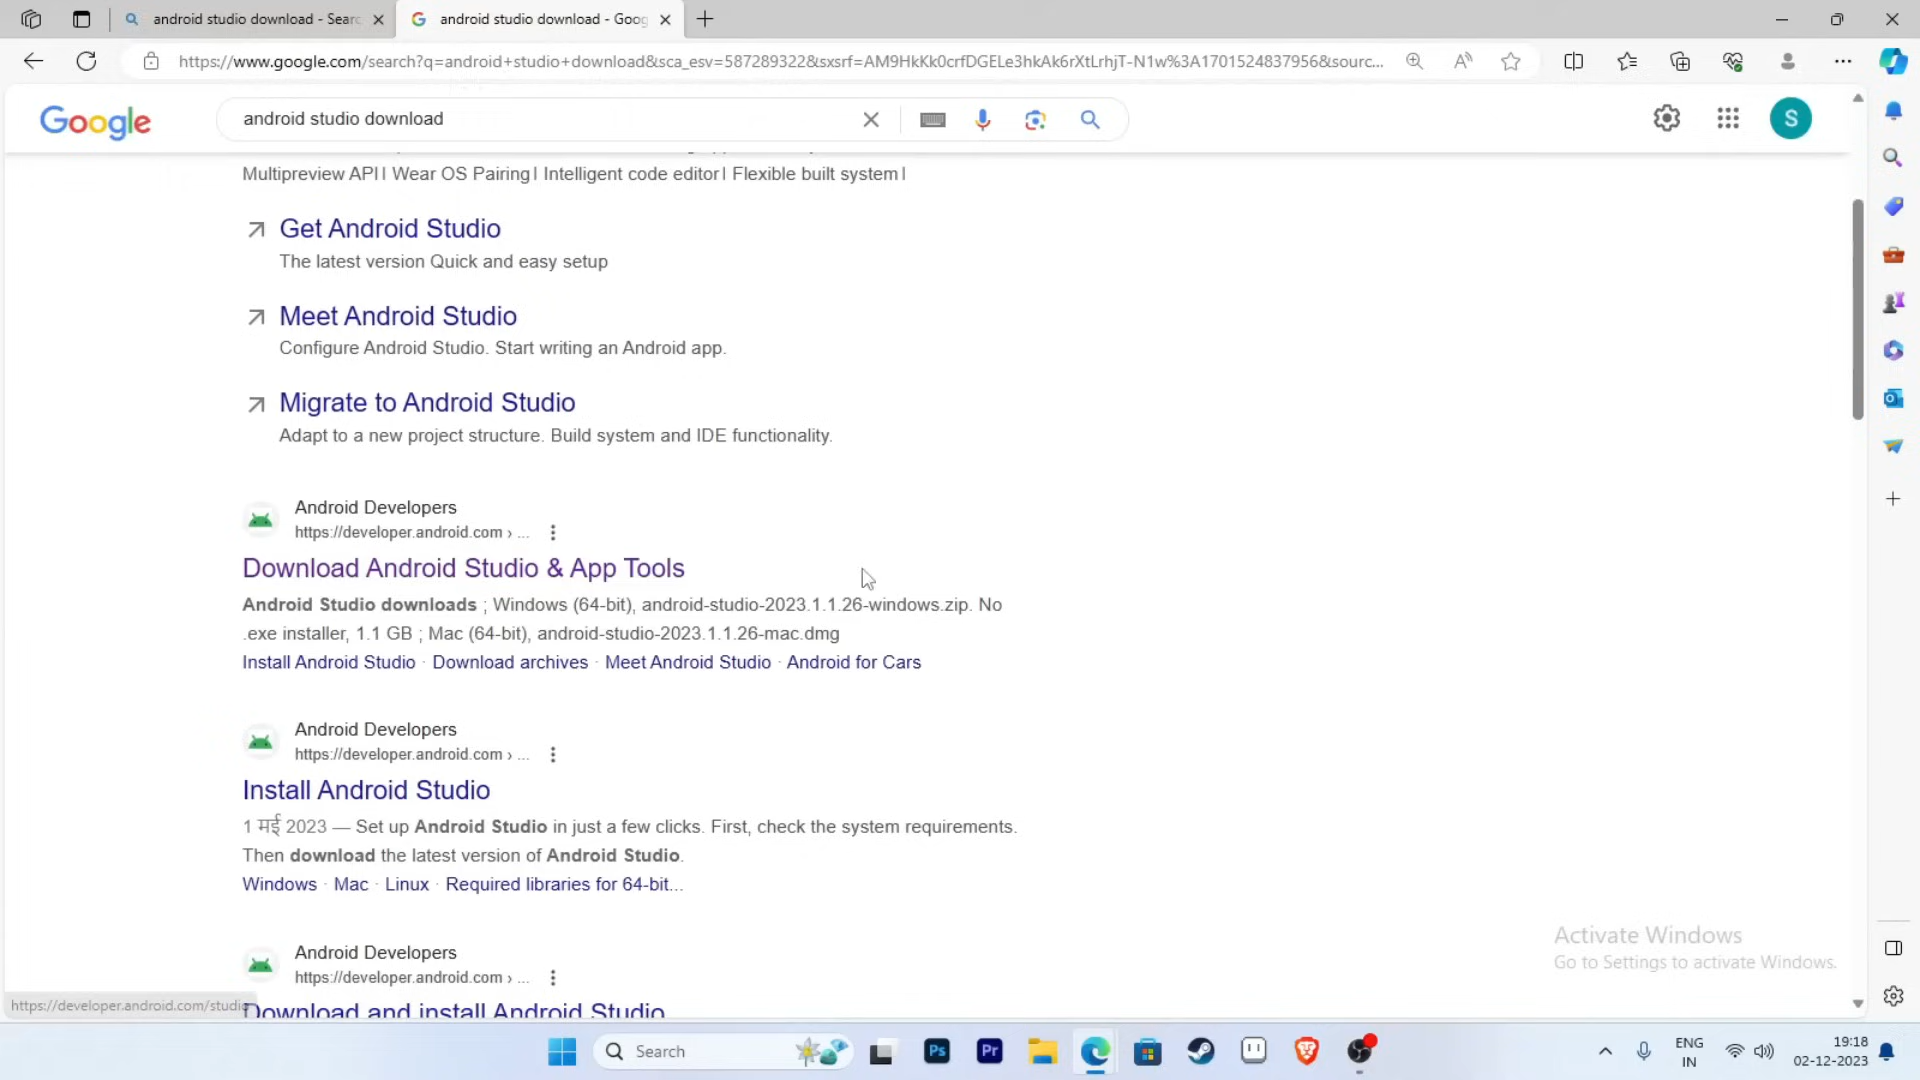 android studio download - Searc
android studio download - Goog
https://www.google.com/search?q=android+studio+download&sca_esv=587289322&sxsrf=AM9HkKk0crfDGELe3hkAk6rXtLrhjT-N1w%3A1701524837956&sourc...
Google
android studio download
S
Multipreview API| Wear OS Pairing| Intelligent code editor| Flexible built system|
Get Android Studio
The latest version Quick and easy setup
Meet Android Studio
Configure Android Studio. Start writing an Android app.
Migrate to Android Studio
Adapt to a new project structure. Build system and IDE functionality.
Android Developers
https://developer.android.com › ...
Download Android Studio & App Tools
Android Studio downloads ; Windows (64-bit), android-studio-2023.1.1.26-windows.zip. No
.exe installer, 1.1 GB ; Mac (64-bit), android-studio-2023.1.1.26-mac.dmg
Install Android Studio · Download archives · Meet Android Studio · Android for Cars
Android Developers
https://developer.android.com › ...
Install Android Studio
1 मई 2023 — Set up Android Studio in just a few clicks. First, check the system requirements.
Then download the latest version of Android Studio.
Windows · Mac · Linux · Required libraries for 64-bit...
Android Developers
https://developer.android.com › ...
Download and install Android Studio
Activate Windows
Go to Settings to activate Windows.
https://developer.android.com/studio
Search
Ps
Pr
ENG
IN
19:18
02-12-2023